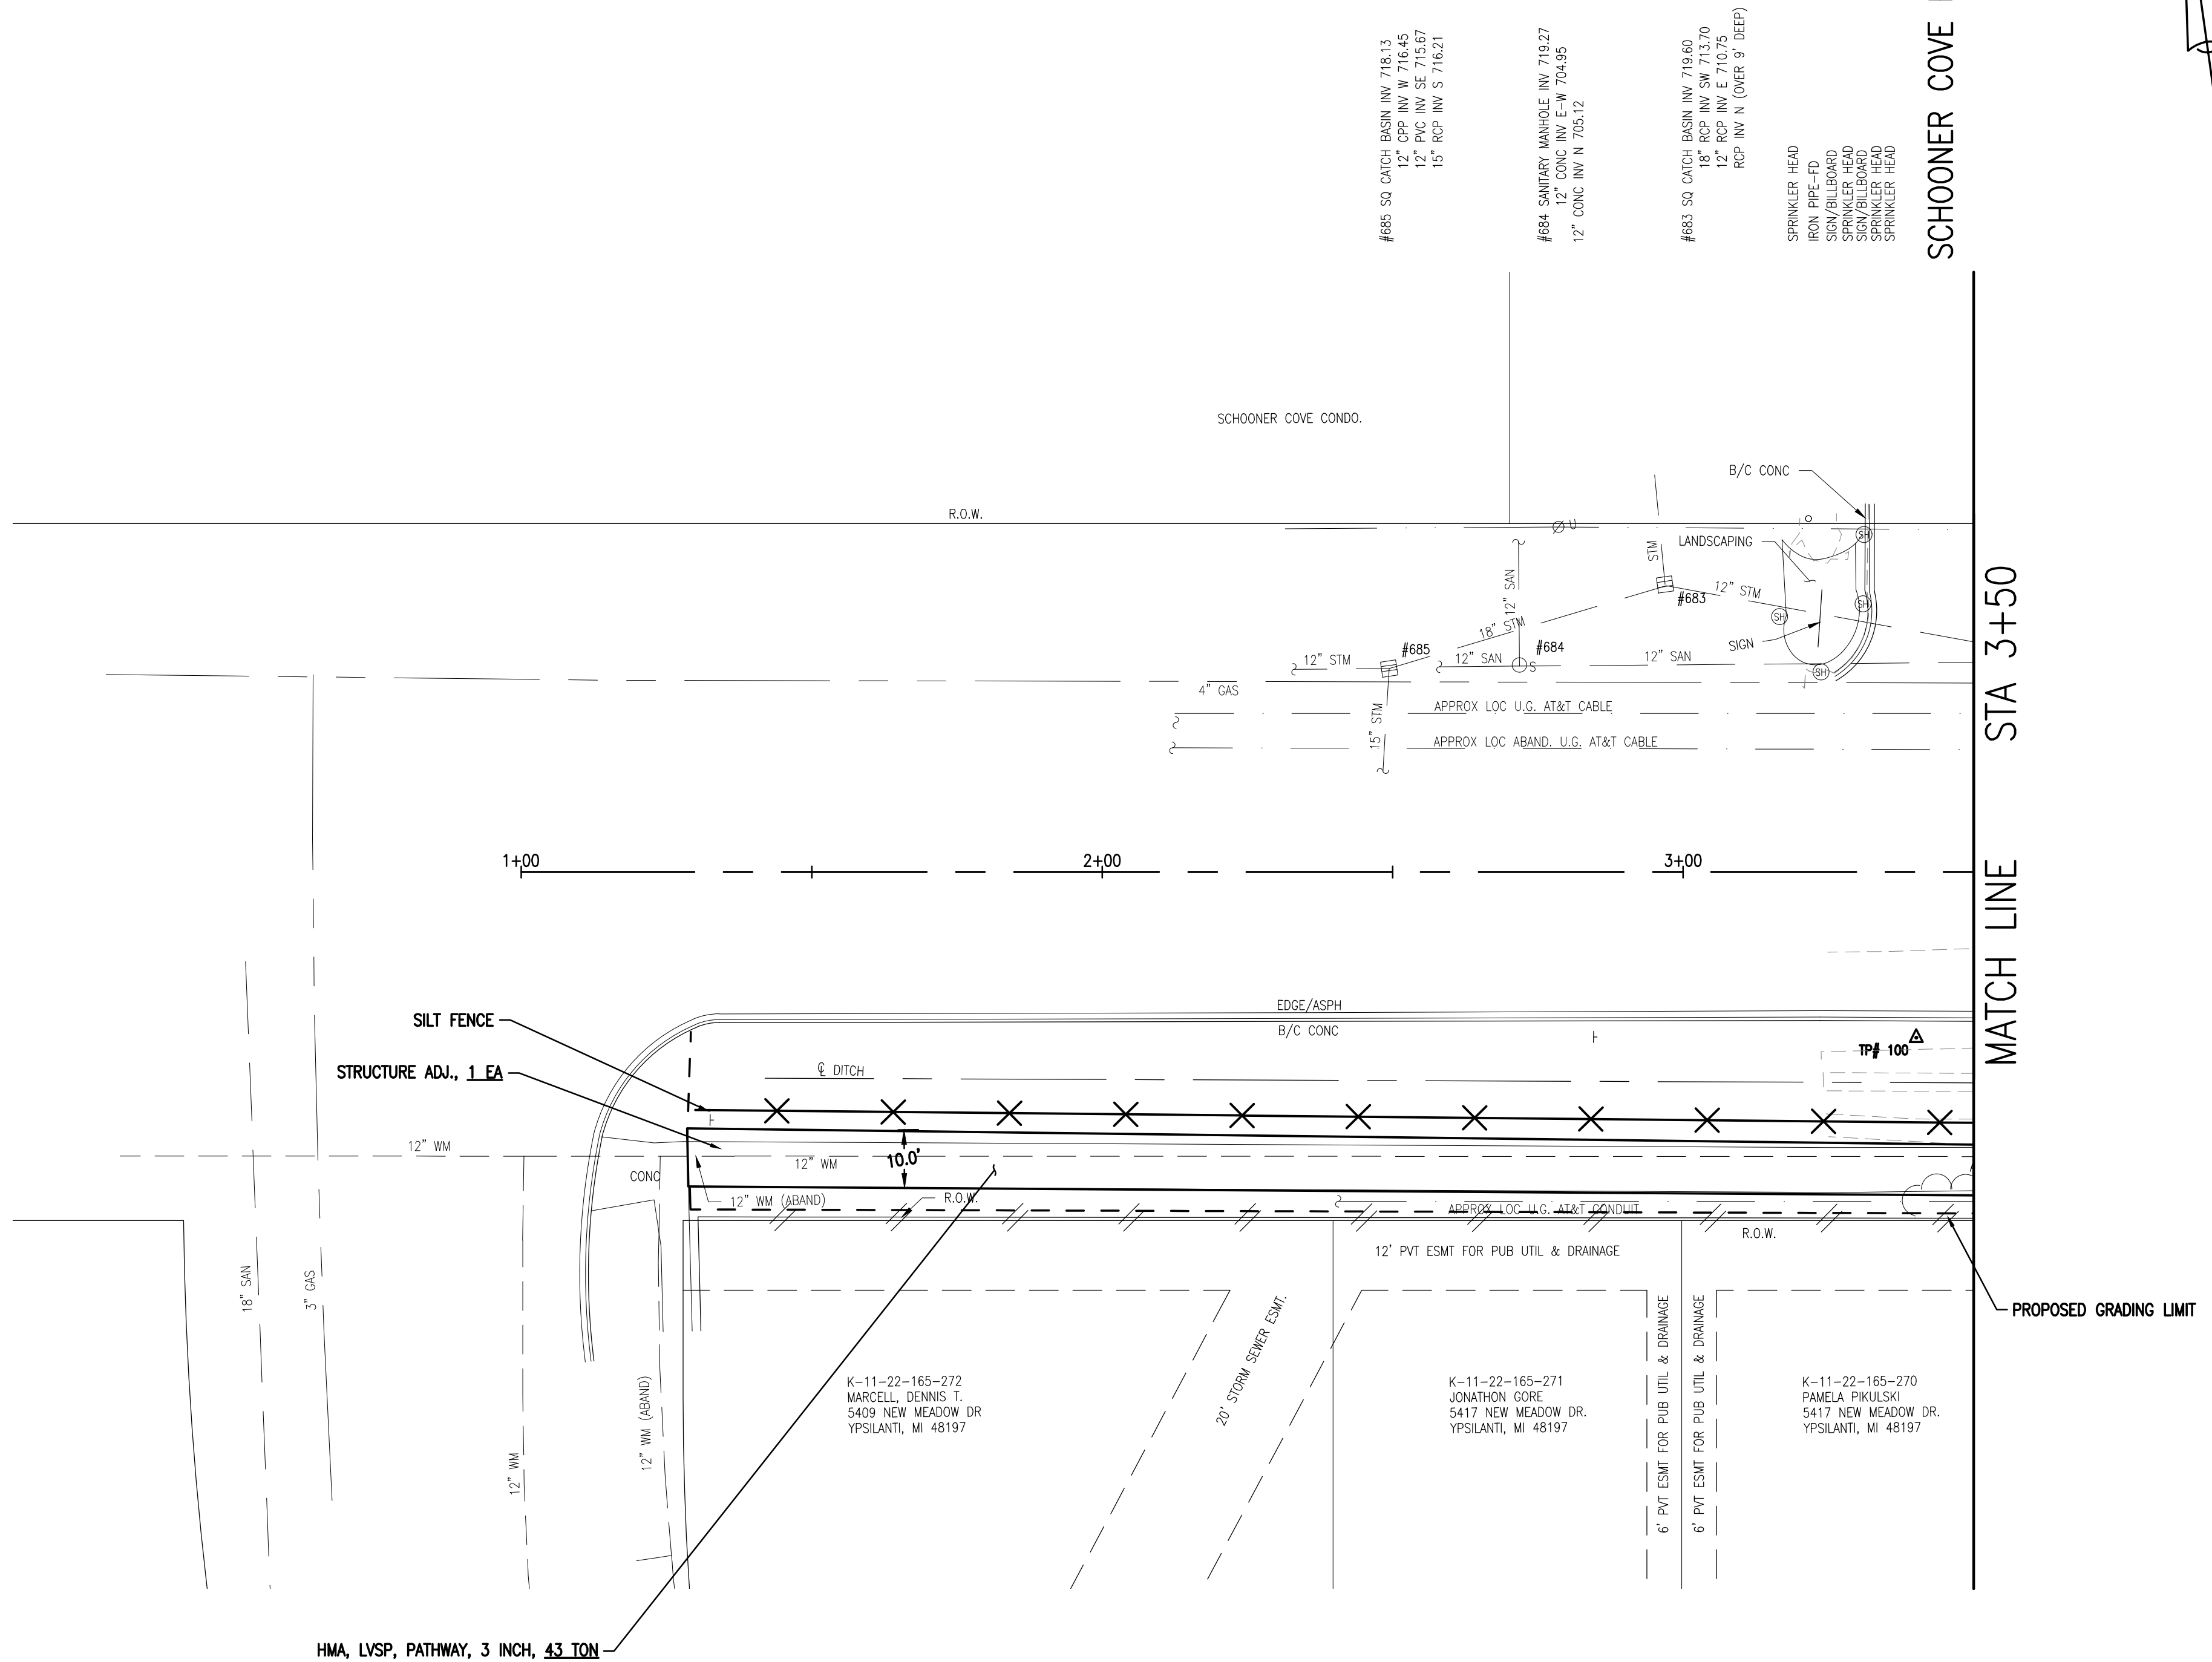 #685 SQ CATCH BASIN INV 718.13
12" CPP INV W 716.45
12" PVC INV SE 715.67
15" RCP INV S 716.21
#684 SANITARY MANHOLE INV 719.27
12" CONC INV E-W 704.95
12" CONC INV N 705.12
#683 SQ CATCH BASIN INV 719.60
18" RCP INV SW 713.70
12" RCP INV E 710.75
RCP INV N (OVER 9' DEEP)
SPRINKLER HEAD
IRON PIPE-FD
SIGN/BILLBOARD
SPRINKLER HEAD
SIGN/BILLBOARD
SPRINKLER HEAD
SPRINKLER HEAD
SCHOONER COVE
SCHOONER COVE CONDO.
B/C CONC
R.O.W.
U
SH
LANDSCAPING
STM
12" SAN
12" STM
#683
SH
SH
18" STM
SIGN
#685
#684
12" STM
12" SAN
S
12" SAN
SH
4" GAS
APPROX LOC U.G. AT&T CABLE
15" STM
APPROX LOC ABAND. U.G. AT&T CABLE
MATCH LINE STA 3+50
1+00
2+00
3+00
EDGE/ASPH
SILT FENCE
B/C CONC
TP# 100
STRUCTURE ADJ., 1 EA
℄ DITCH
12" WM
12" WM
10.0'
CONC
12" WM (ABAND)
R.O.W.
APPROX LOC U.G. AT&T CONDUIT
R.O.W.
12' PVT ESMT FOR PUB UTIL & DRAINAGE
18" SAN
3" GAS
PROPOSED GRADING LIMIT
20' STORM SEWER ESMT.
6' PVT ESMT FOR PUB UTIL & DRAINAGE
6' PVT ESMT FOR PUB UTIL & DRAINAGE
K-11-22-165-272
MARCELL, DENNIS T.
5409 NEW MEADOW DR
YPSILANTI, MI 48197
K-11-22-165-271
JONATHON GORE
5417 NEW MEADOW DR.
YPSILANTI, MI 48197
K-11-22-165-270
PAMELA PIKULSKI
5417 NEW MEADOW DR.
YPSILANTI, MI 48197
12" WM
12" WM (ABAND)
HMA, LVSP, PATHWAY, 3 INCH, 43 TON